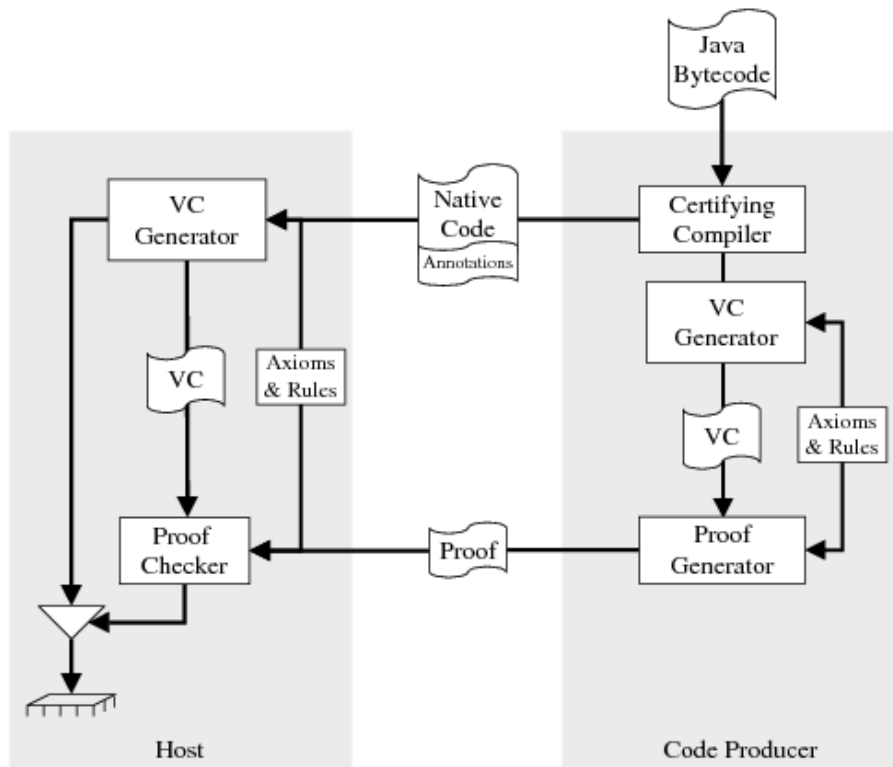 Java
Bytecode
VC
Generator
Native
Code
Annotations
Certifying
Compiler
VC
Generator
VC
Axioms
& Rules
VC
Axioms
& Rules
Proof
Checker
Proof
Proof
Generator
Host
Code Producer